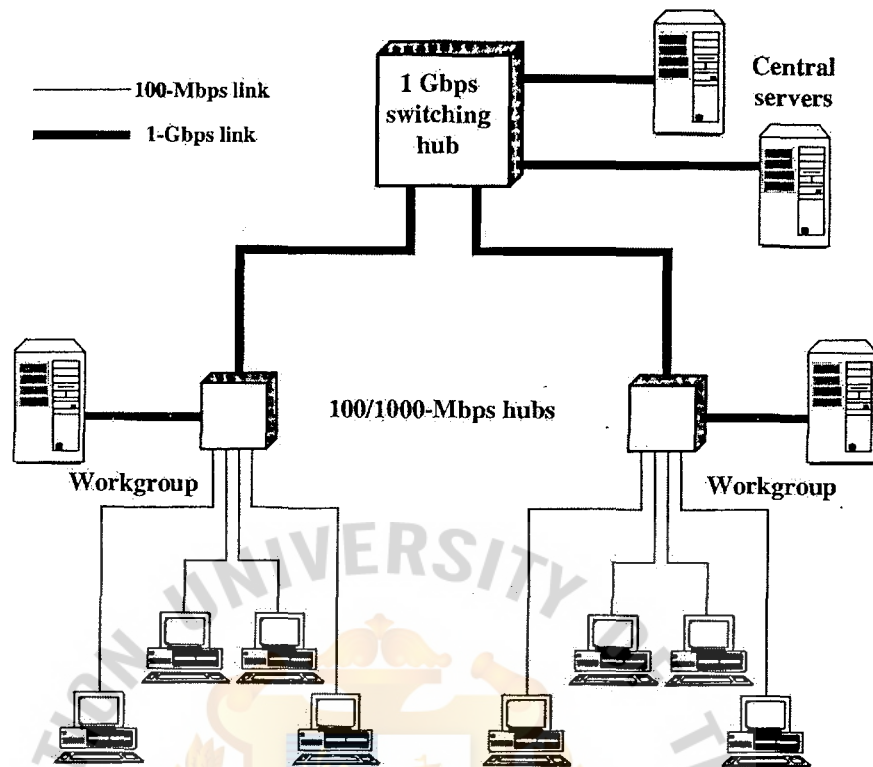 100-Mbps link
1-Gbps link
1 Gbps
switching
hub
Central
servers
100/1000-Mbps hubs
Workgroup
Workgroup
UNIVERSITY